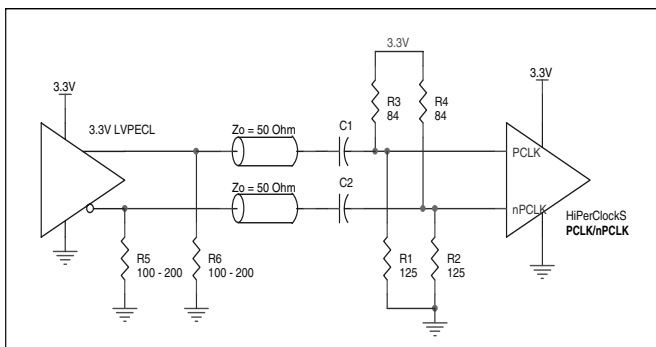 3.3V
R3
84
R4
84
3.3V
3.3V
3.3V LVPECL
Zo = 50 Ohm
C1
PCLK
Zo = 50 Ohm
C2
nPCLK
HiPerClockS
PCLK/nPCLK
R5
100 - 200
R6
100 - 200
R1
125
R2
125